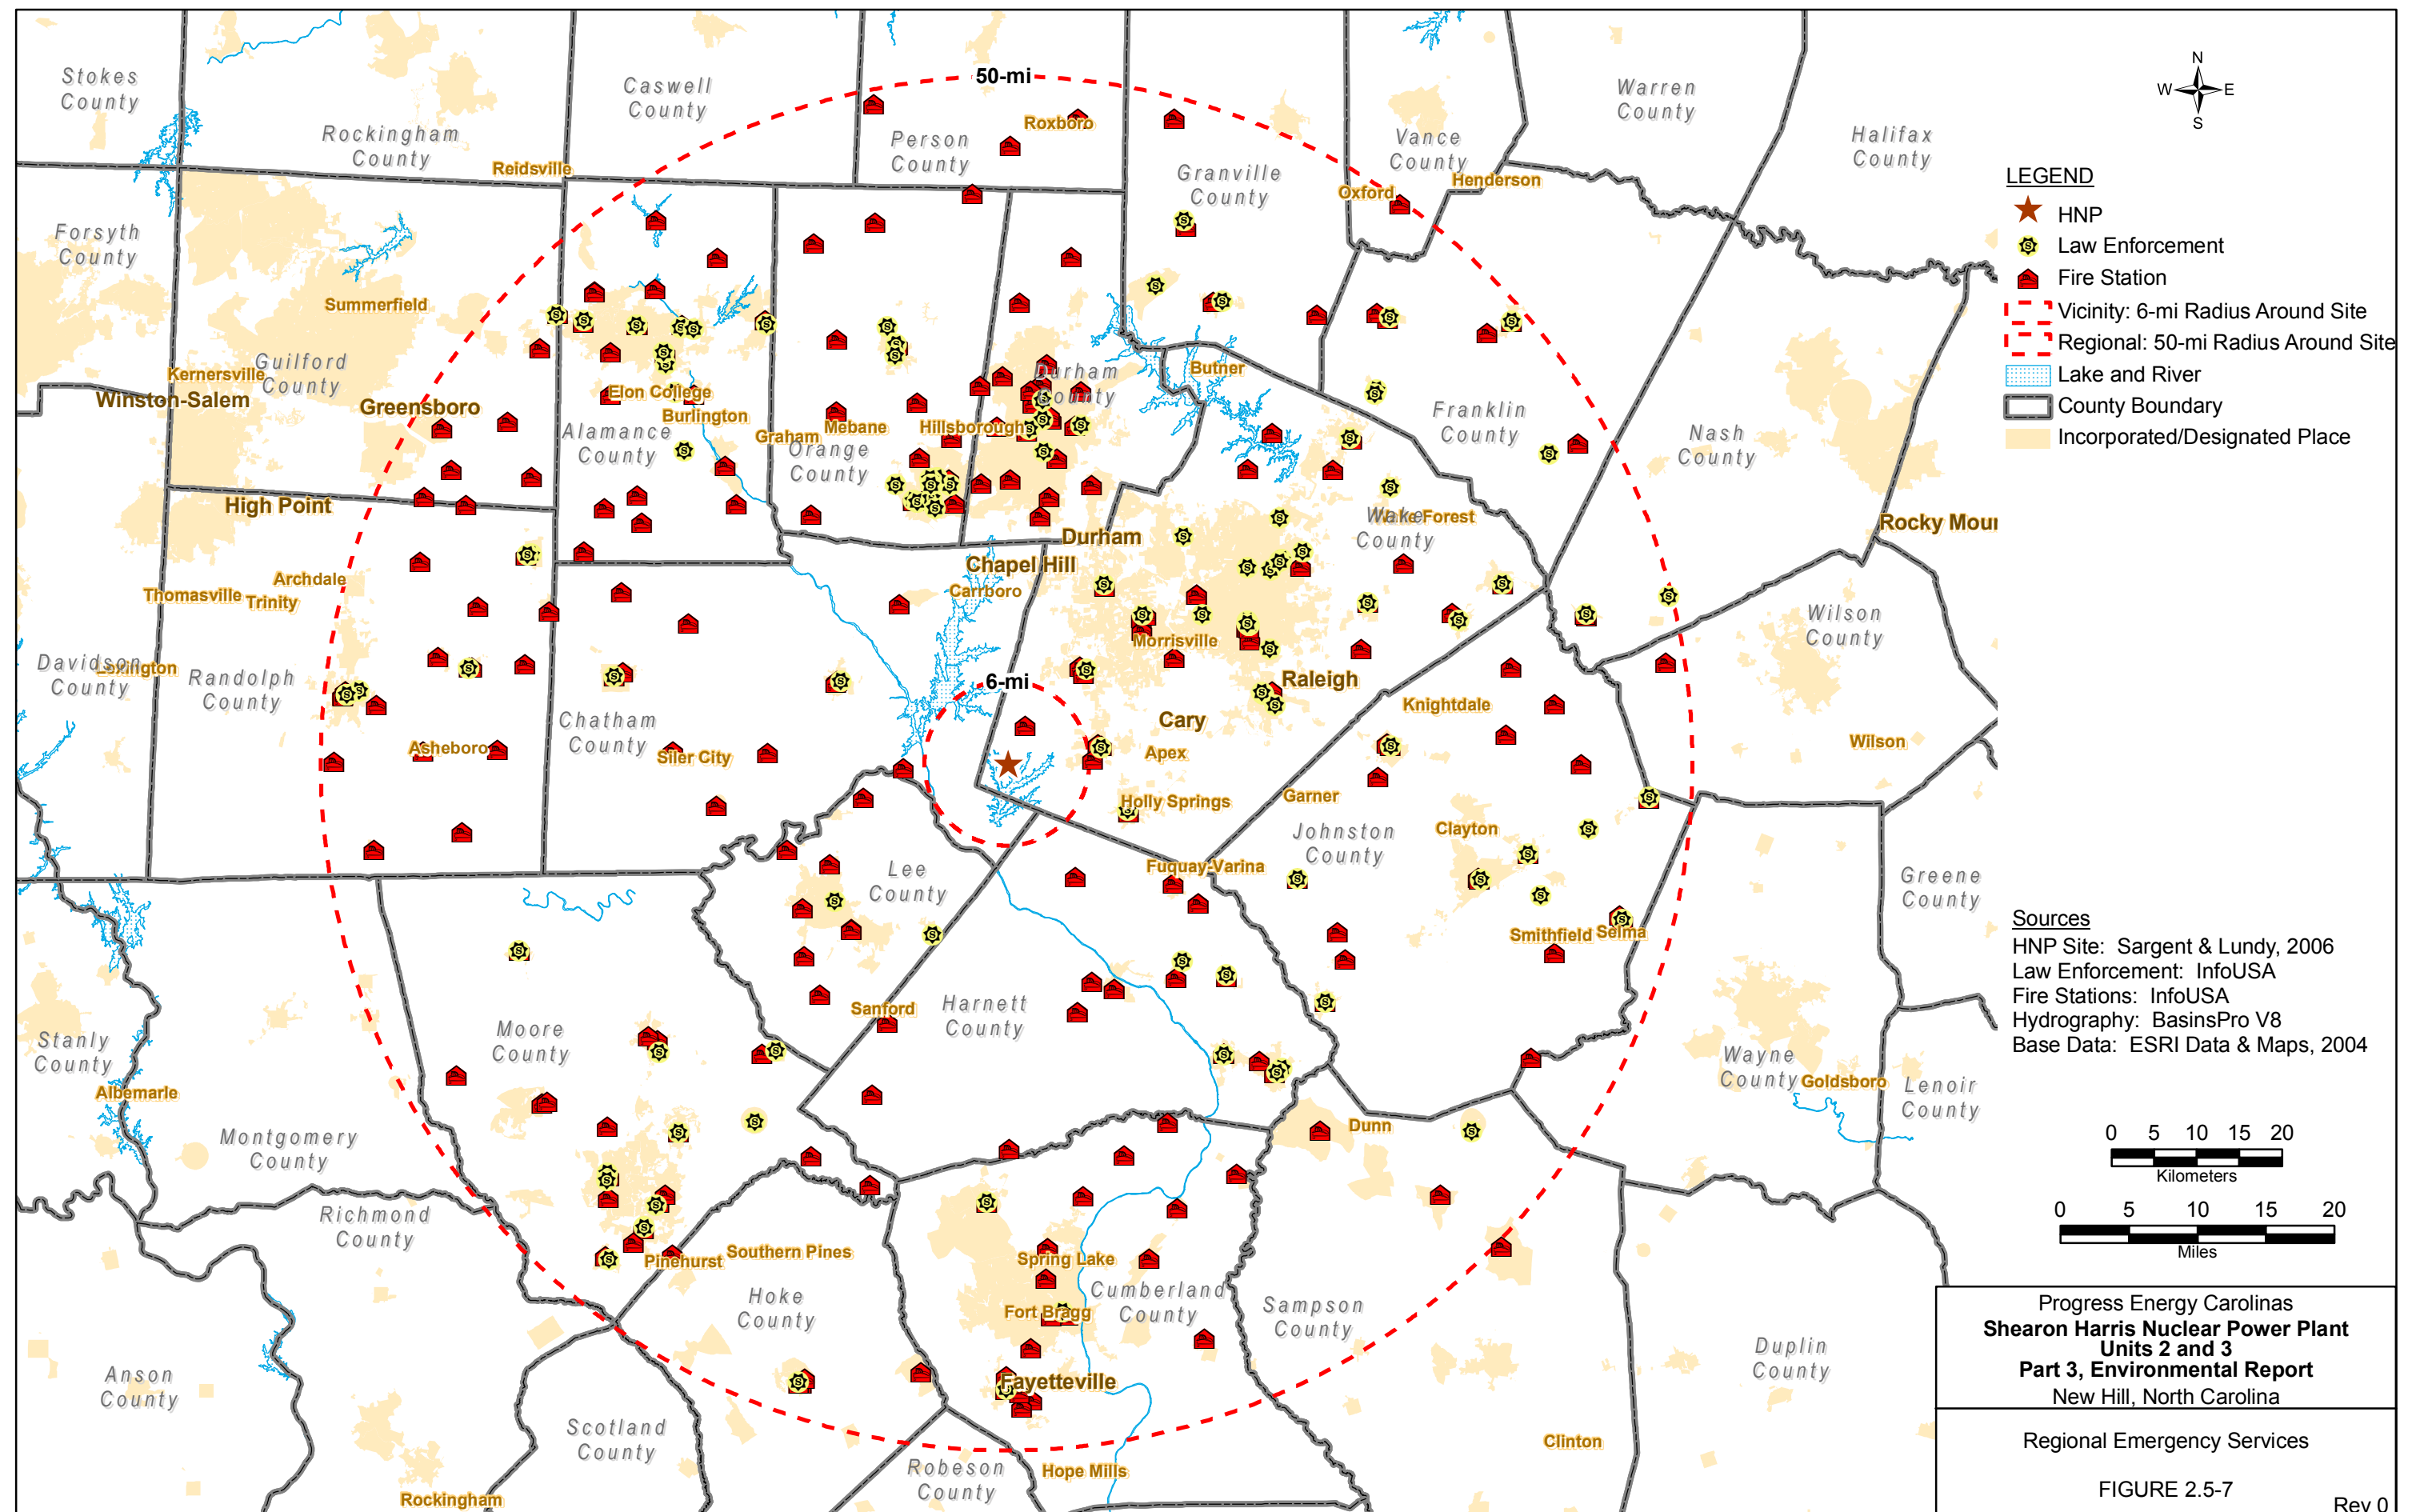 50-mi
Stokes
County
Rockingham
County
Caswell
County
Person
County
Roxboro
Granville
County
Vance
County
Warren
County
Halifax
County
Reidsville
Oxford
Henderson
Forsyth
County
Summerfield
Guilford
County
Kernersville
Winston-Salem
Greensboro
Elon College
Burlington
Alamance
County
Graham
Mebane
Orange
County
Hillsborough
Durham
County
Butner
Franklin
County
Nash
County
High Point
Durham
Wake Forest
Wake
County
Rocky Mour
Chapel Hill
Carrboro
Archdale
Thomasville
Trinity
Morrisville
Wilson
County
Davidson
County
Lexington
Randolph
County
6-mi
Raleigh
Chatham
County
Cary
Knightdale
Asheboro
Siler City
Apex
Wilson
Holly Springs
Garner
Johnston
County
Clayton
Lee
County
Fuquay-Varina
Greene
County
Smithfield
Selma
Sanford
Harnett
County
Moore
County
Stanly
County
Albemarle
Wayne
County
Goldsboro
Lenoir
County
Montgomery
County
Dunn
Richmond
County
Pinehurst
Southern Pines
Spring Lake
Hoke
County
Fort Bragg
Cumberland
County
Sampson
County
Anson
County
Fayetteville
Duplin
County
Scotland
County
Robeson
County
Hope Mills
Clinton
Rockingham
N
W
E
S
LEGEND
HNP
Law Enforcement
Fire Station
Vicinity: 6-mi Radius Around Site
Regional: 50-mi Radius Around Site
Lake and River
County Boundary
Incorporated/Designated Place
Sources
HNP Site: Sargent & Lundy, 2006
Law Enforcement: InfoUSA
Fire Stations: InfoUSA
Hydrography: BasinsPro V8
Base Data: ESRI Data & Maps, 2004
0 5 10 15 20
Kilometers
0 5 10 15 20
Miles
Progress Energy Carolinas
Shearon Harris Nuclear Power Plant
Units 2 and 3
Part 3, Environmental Report
New Hill, North Carolina
Regional Emergency Services
FIGURE 2.5-7
Rev 0